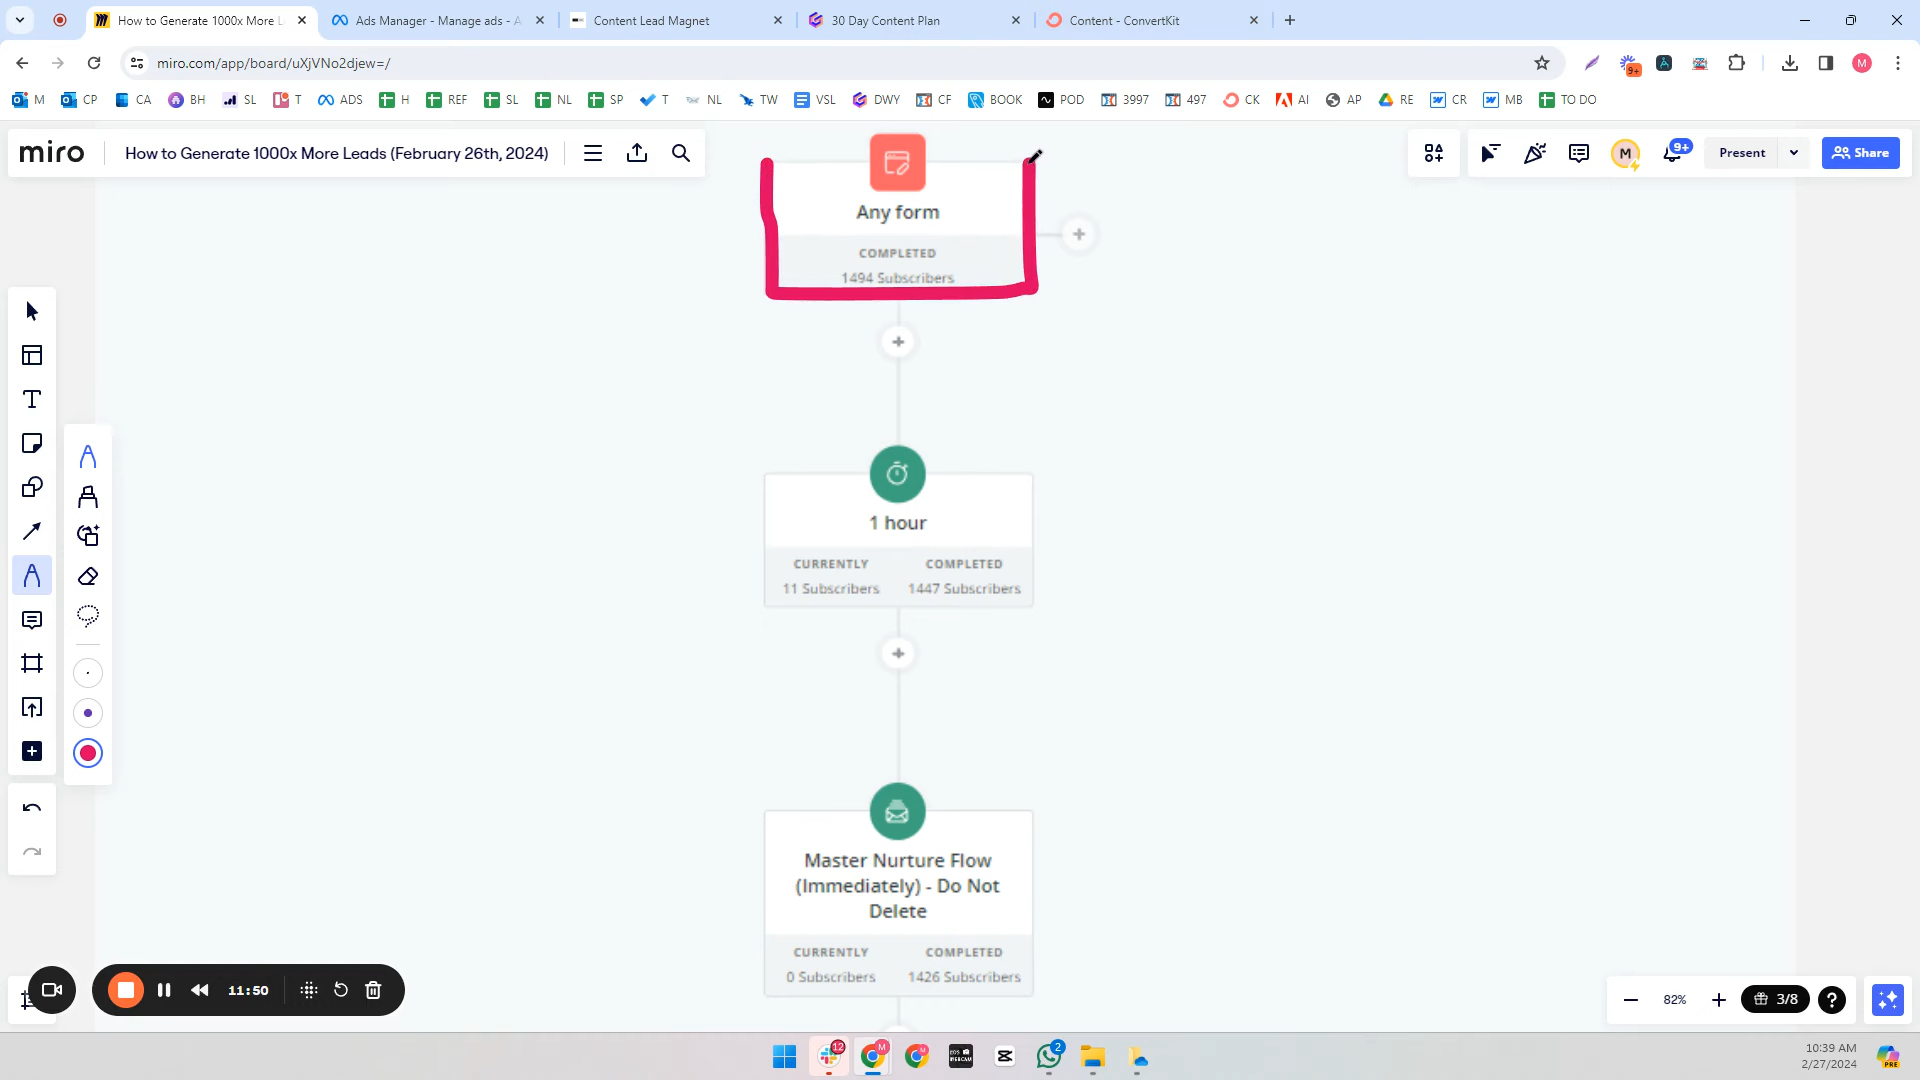 How to Generate 1000x More L
Ads Manager - Manage ads - A
Content Lead Magnet
30 Day Content Plan
Content - ConvertKit
miro.com/app/board/uXjVNo2djew=/
9+
M
M
CP
CA
BH
SL
T
ADS
H
REF
SL
NL
SP
T
NL
TW
VSL
DWY
CF
BOOK
POD
3997
497
CK
AI
AP
RE
CR
MB
TO DO
miro
How to Generate 1000x More Leads (February 26th, 2024)
M
9+
Present
Share
Any form
COMPLETED
1494 Subscribers
1 hour
CURRENTLY
COMPLETED
11 Subscribers
1447 Subscribers
Master Nurture Flow
(Immediately) - Do Not
Delete
CURRENTLY
COMPLETED
0 Subscribers
1426 Subscribers
11:50
82%
3/8
?
12
M
2
10:39 AM
2/27/2024
PRE